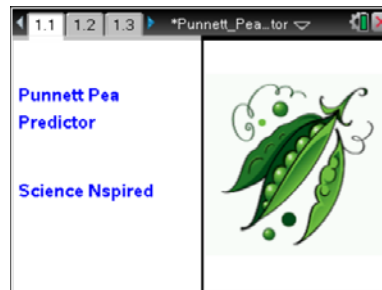 1.1 1.2 1.3 *Punnett_Pea…tor
Punnett Pea
Predictor
Science Nspired